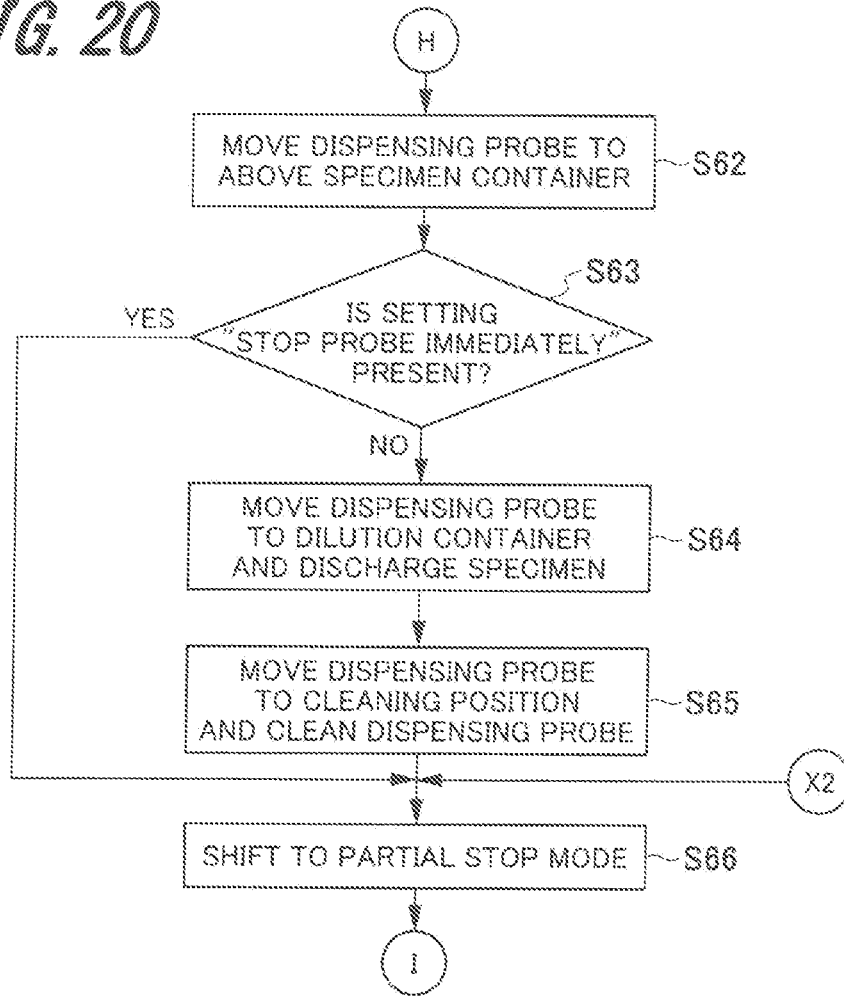 FIG. 20
H
MOVE DISPENSING PROBE TO
ABOVE SPECIMEN CONTAINER
S62
S63
IS SETTING
"STOP PROBE IMMEDIATELY"
PRESENT?
YES
NO
MOVE DISPENSING PROBE
TO DILUTION CONTAINER
AND DISCHARGE SPECIMEN
S64
MOVE DISPENSING PROBE
TO CLEANING POSITION
AND CLEAN DISPENSING PROBE
S65
X2
SHIFT TO PARTIAL STOP MODE
S66
I